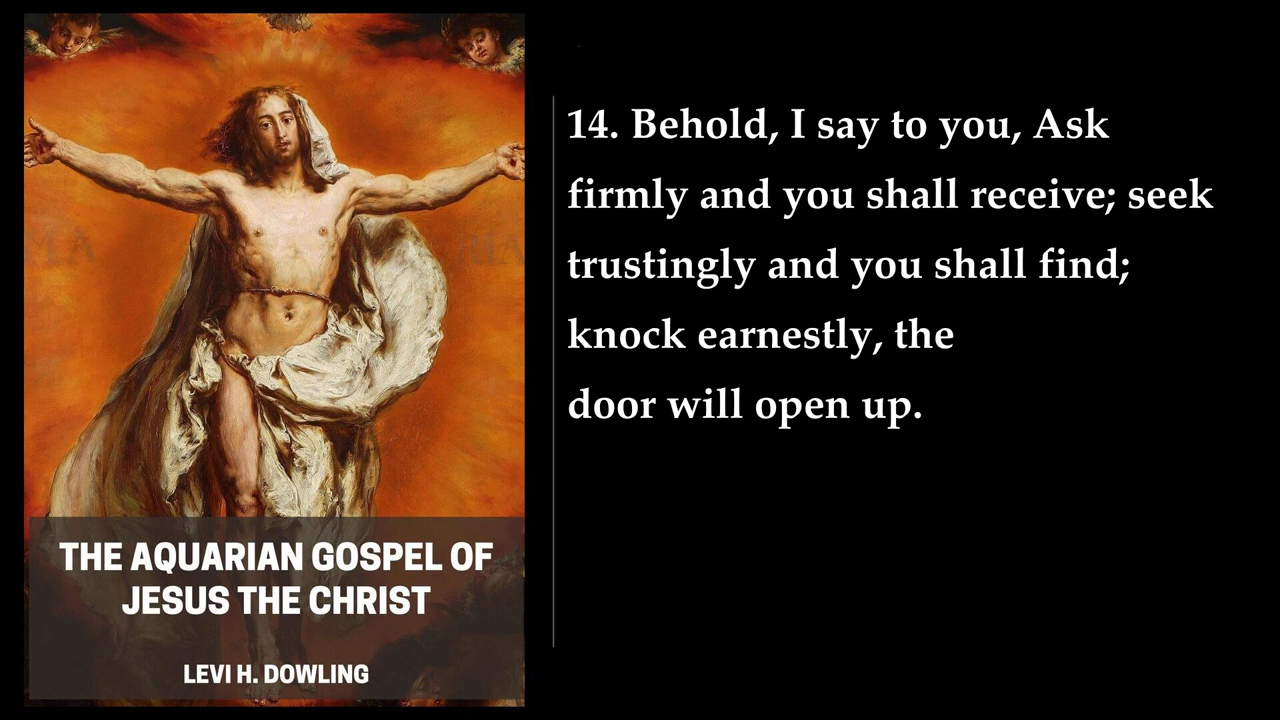 14. Behold, I say to you, Ask
firmly and you shall receive; seek
trustingly and you shall find;
knock earnestly, the
door will open up.
THE AQUARIAN GOSPEL OF
JESUS THE CHRIST
LEVI H. DOWLING